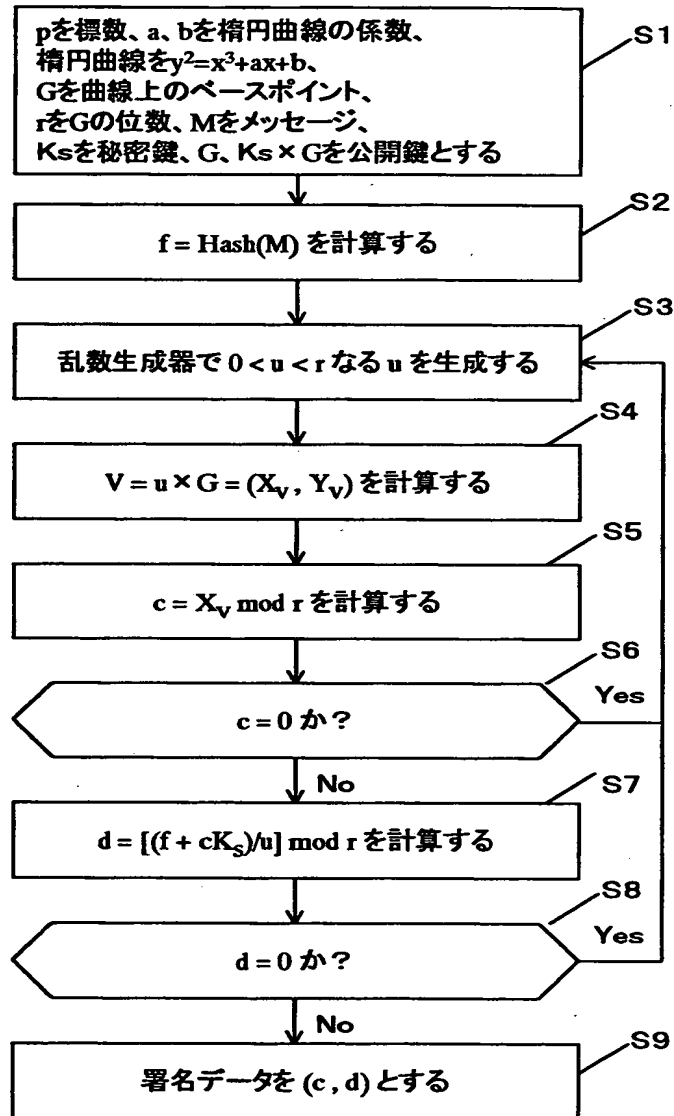 S1
pを標数、a、bを楕円曲線の係数、
楕円曲線をy²=x³+ax+b、
Gを曲線上のベースポイント、
rをGの位数、Mをメッセージ、
Ksを秘密鍵、G、Ks×Gを公開鍵とする
S2
f = Hash(M) を計算する
S3
乱数生成器で 0 < u < r なる u を生成する
S4
V = u × G = (X_V , Y_V) を計算する
S5
c = X_V mod r を計算する
S6
c = 0 か?
Yes
No
S7
d = [(f + cK_S)/u] mod r を計算する
S8
d = 0 か?
Yes
No
S9
署名データを (c , d) とする